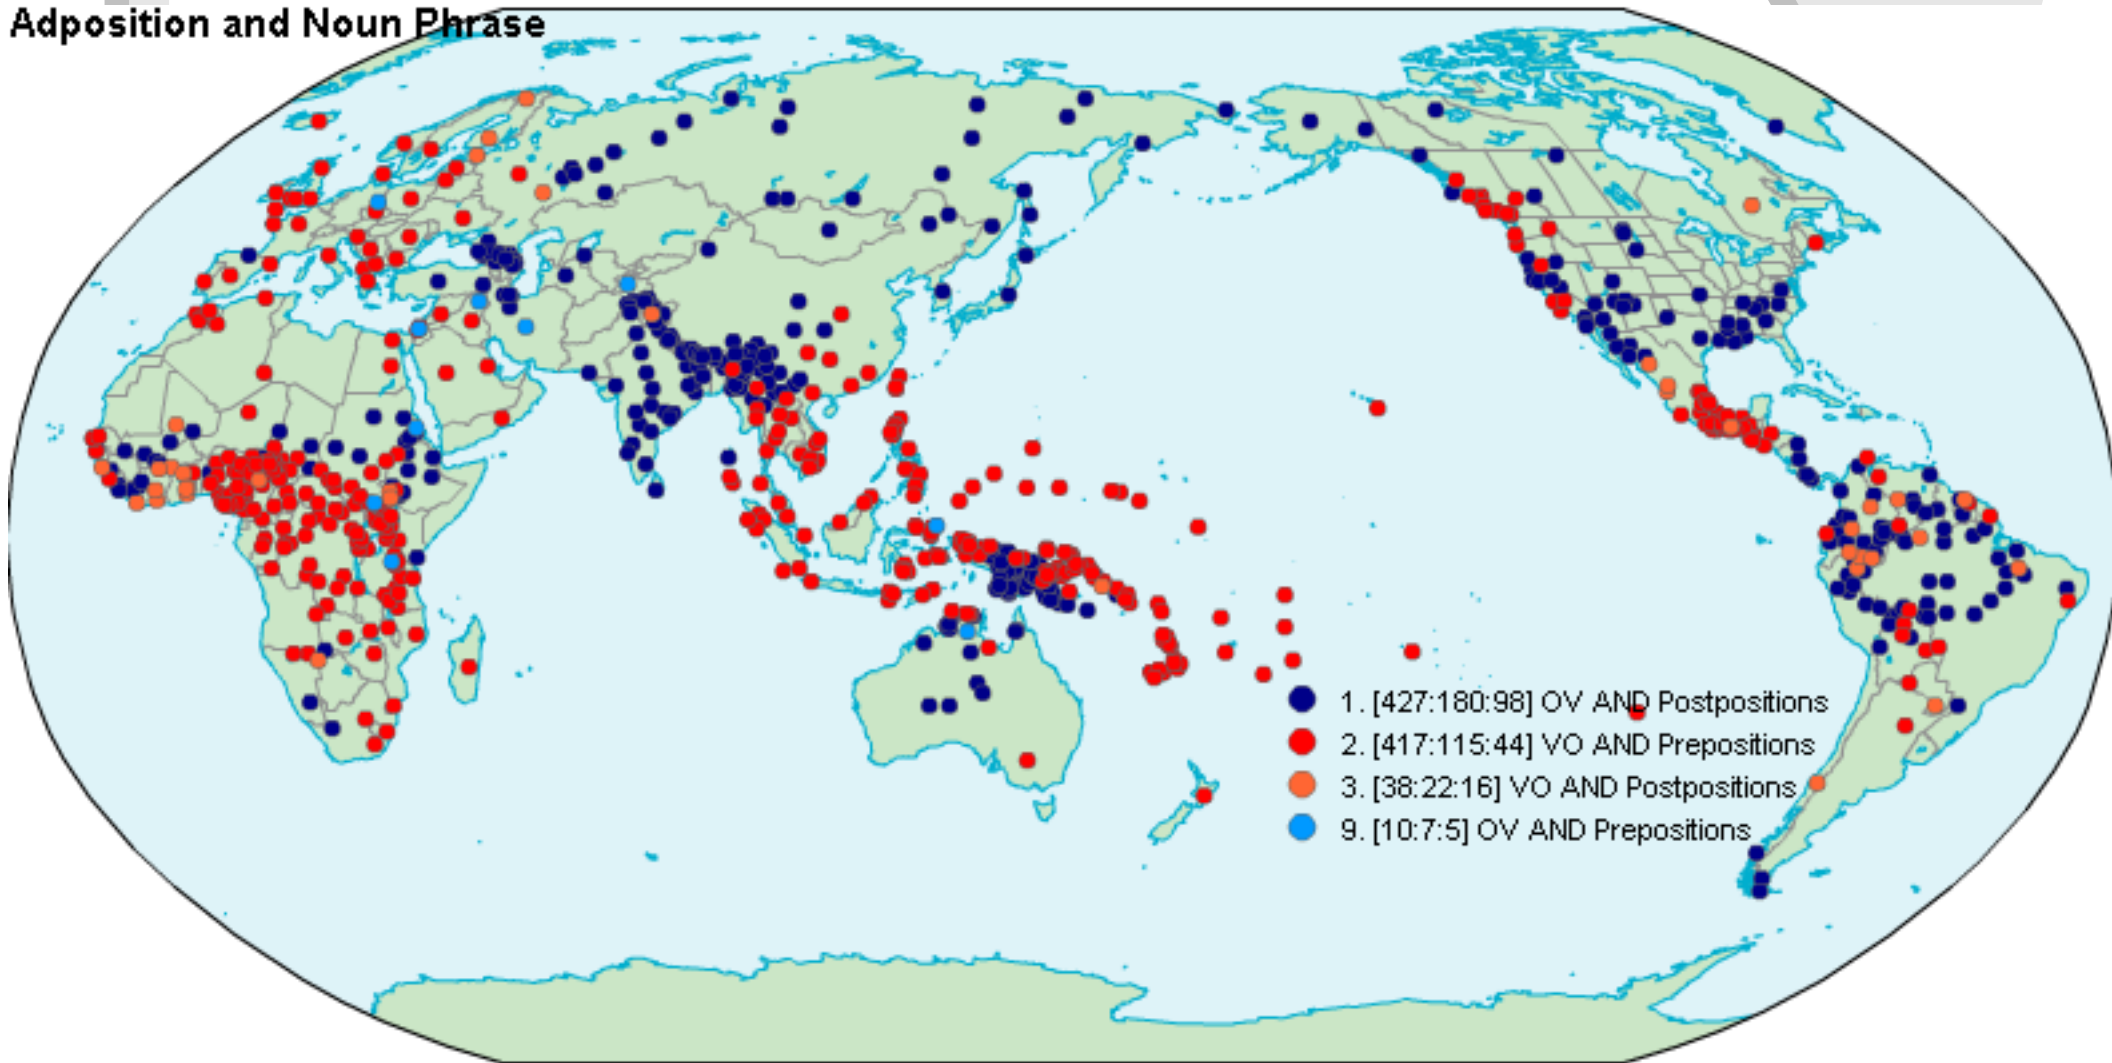 Adposition and Noun Phrase
1. [427:180:98] OV AND Postpositions
2. [417:115:44] VO AND Prepositions
3. [38:22:16] VO AND Postpositions
9. [10:7:5] OV AND Prepositions